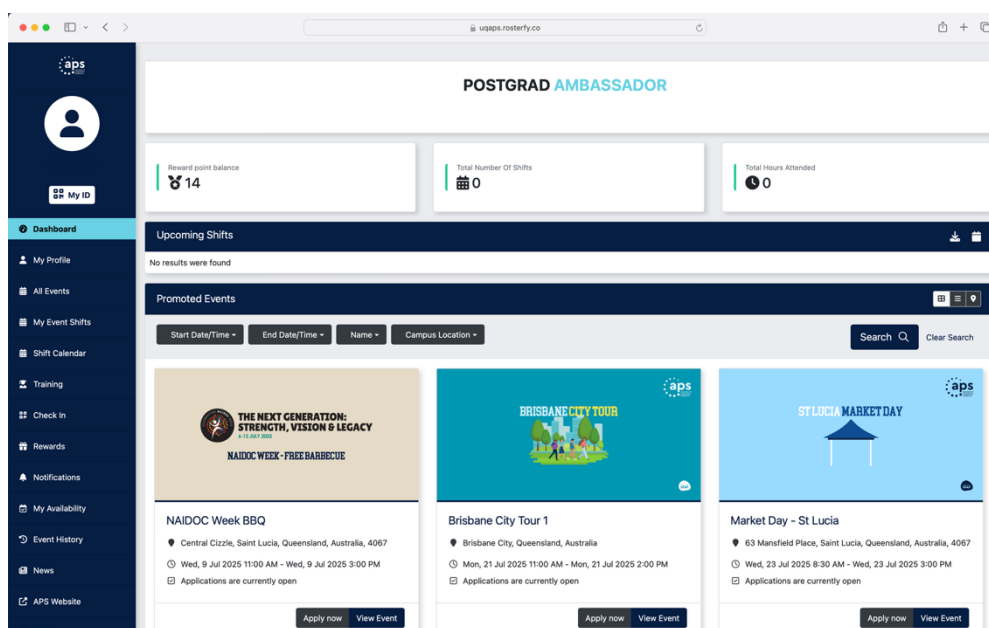 uqaps.rosterfy.co
aps
My ID
Dashboard
My Profile
All Events
My Event Shifts
Shift Calendar
Training
Check In
Rewards
Notifications
My Availability
Event History
News
APS Website
POSTGRAD AMBASSADOR
Reward point balance
14
Total Number Of Shifts
0
Total Hours Attended
0
Upcoming Shifts
No results were found
Promoted Events
Start Date/Time
End Date/Time
Name
Campus Location
Search
Clear Search
THE NEXT GENERATION:
STRENGTH, VISION & LEGACY
6-13 JULY 2025
NAIDOC WEEK - FREE BARBECUE
NAIDOC Week BBQ
Central Cizzle, Saint Lucia, Queensland, Australia, 4067
Wed, 9 Jul 2025 11:00 AM - Wed, 9 Jul 2025 3:00 PM
Applications are currently open
Apply now
View Event
aps
BRISBANE CITY TOUR
Brisbane City Tour 1
Brisbane City, Queensland, Australia
Mon, 21 Jul 2025 11:00 AM - Mon, 21 Jul 2025 2:00 PM
Applications are currently open
Apply now
View Event
aps
ST LUCIA MARKET DAY
Market Day - St Lucia
63 Mansfield Place, Saint Lucia, Queensland, Australia, 4067
Wed, 23 Jul 2025 8:30 AM - Wed, 23 Jul 2025 3:00 PM
Applications are currently open
Apply now
View Event